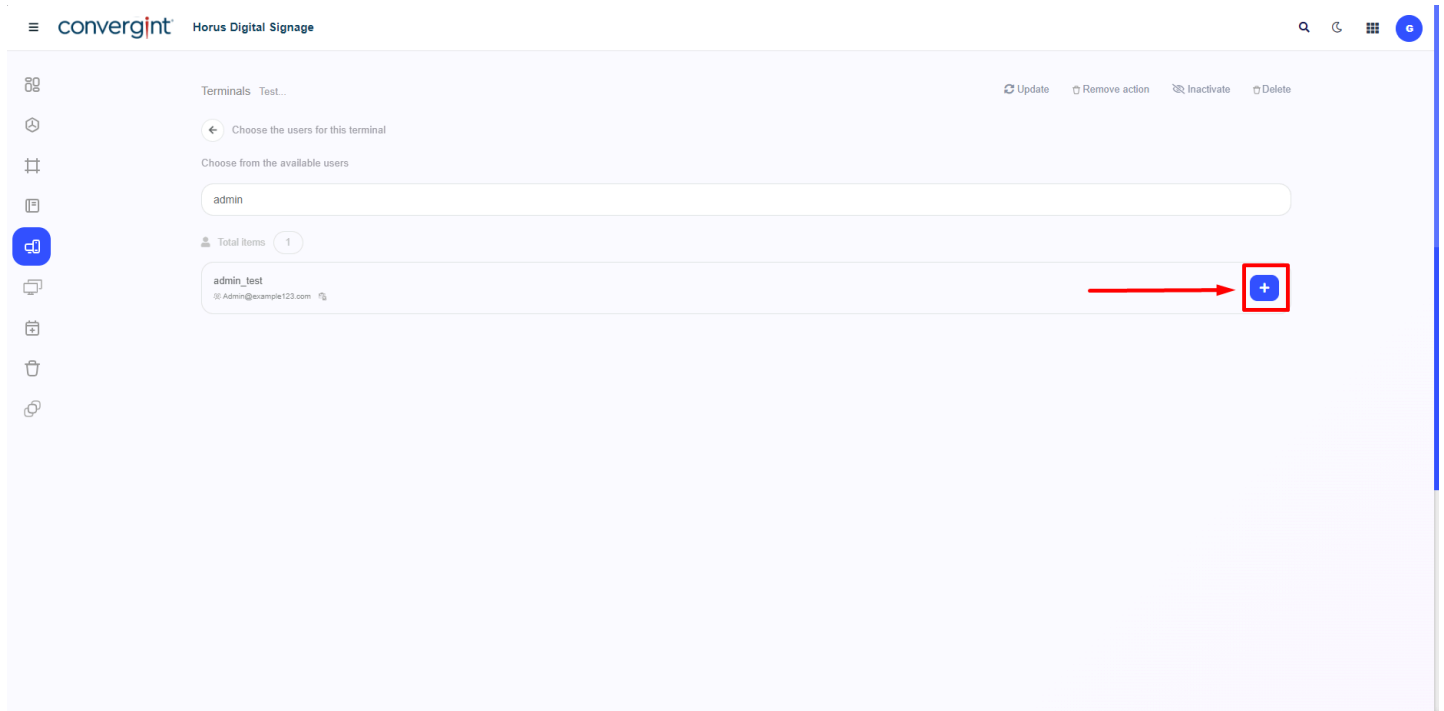 convergint Horus Digital Signage G
Terminals Test... Update Remove action Inactivate Delete
Choose the users for this terminal
Choose from the available users
admin
Total items 1
admin_test
Admin@example123.com